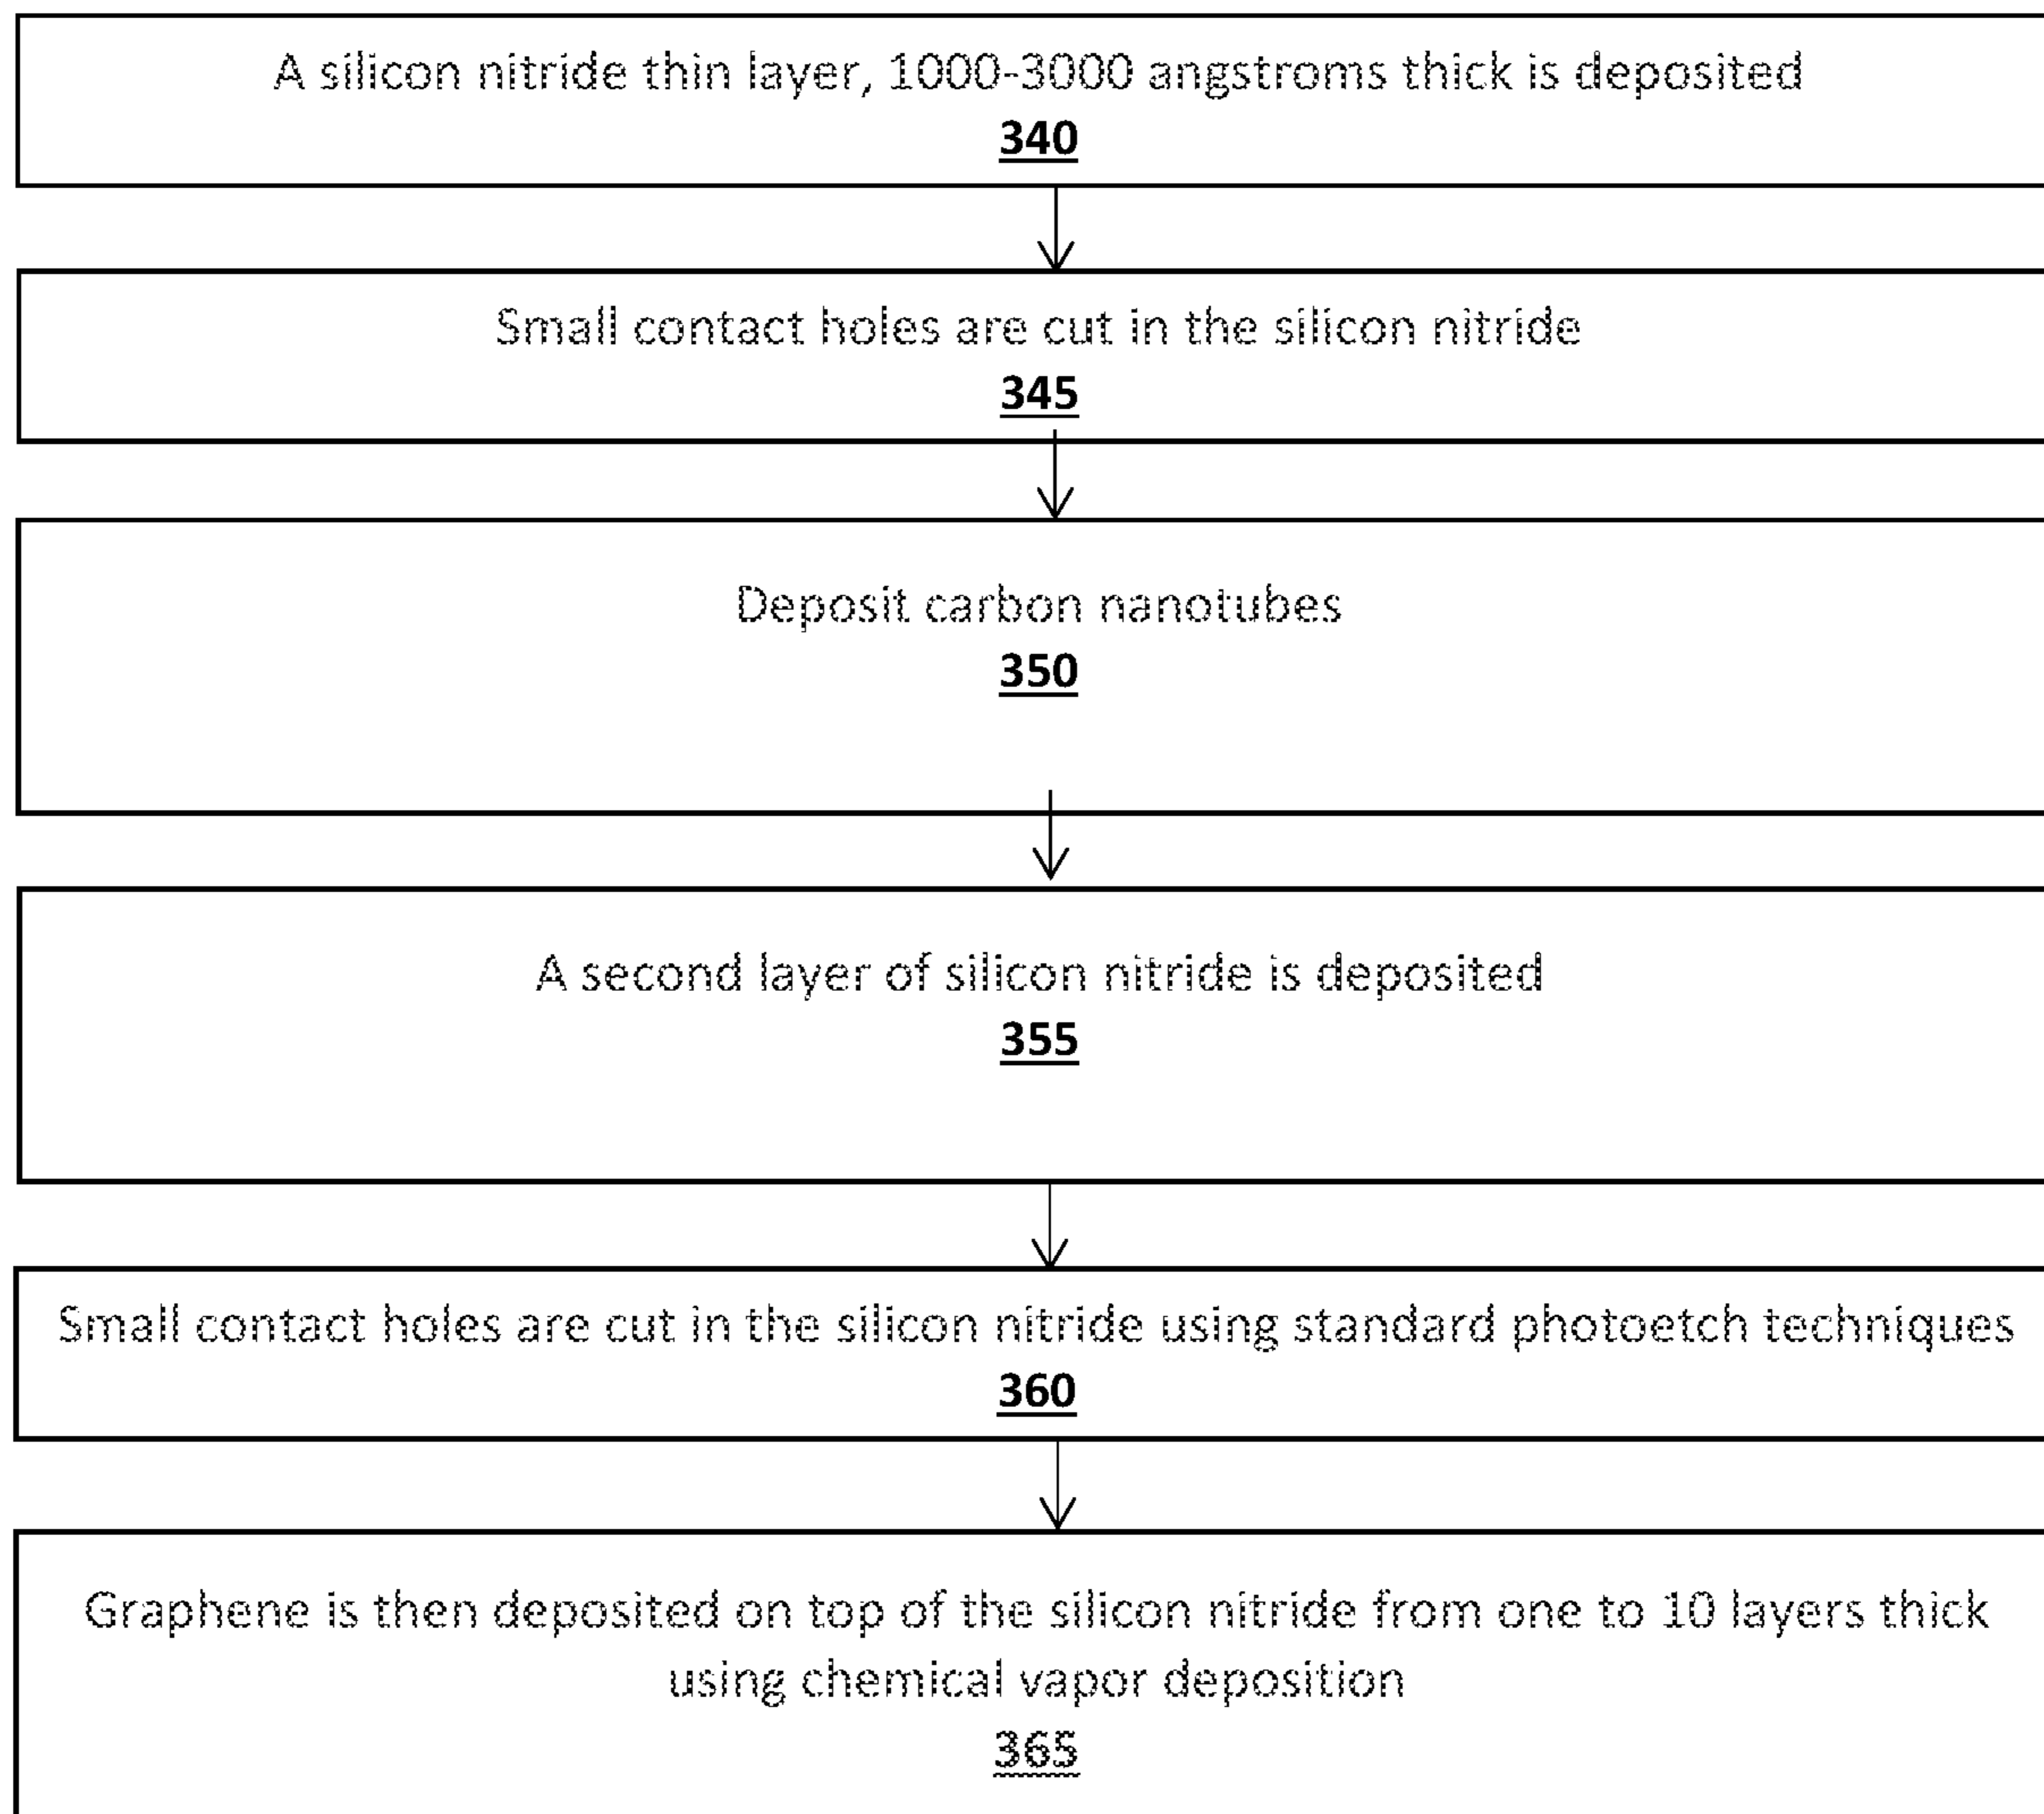 A silicon nitride thin layer, 1000-3000 angstroms thick is deposited
340
Small contact holes are cut in the silicon nitride
345
Deposit carbon nanotubes
350
A second layer of silicon nitride is deposited
355
Small contact holes are cut in the silicon nitride using standard photoetch techniques
360
Graphene is then deposited on top of the silicon nitride from one to 10 layers thick
using chemical vapor deposition
365